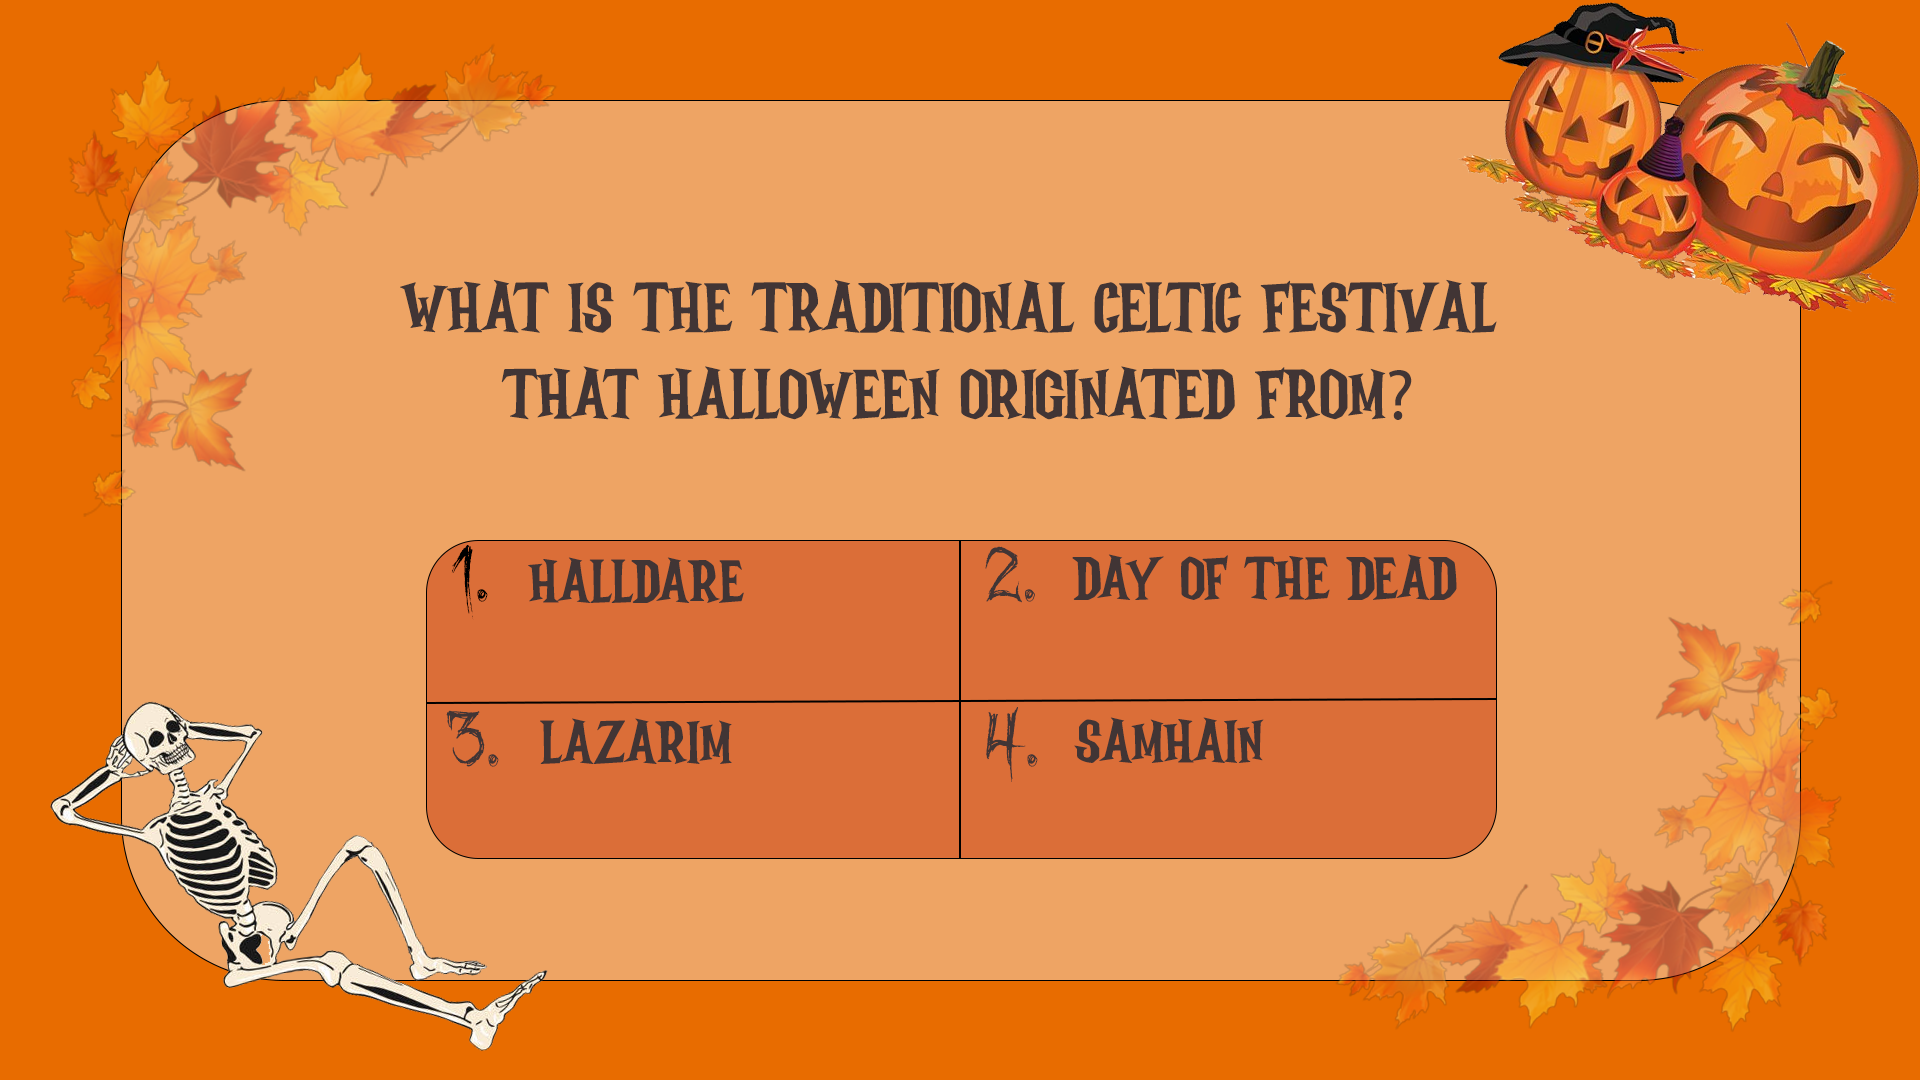 WHAT IS THE TRADITIONAL CELTIC FESTIVAL
THAT HALLOWEEN ORIGINATED FROM?
1. HALLDARE
2. DAY OF THE DEAD
3. LAZARIM
4. SAMHAIN